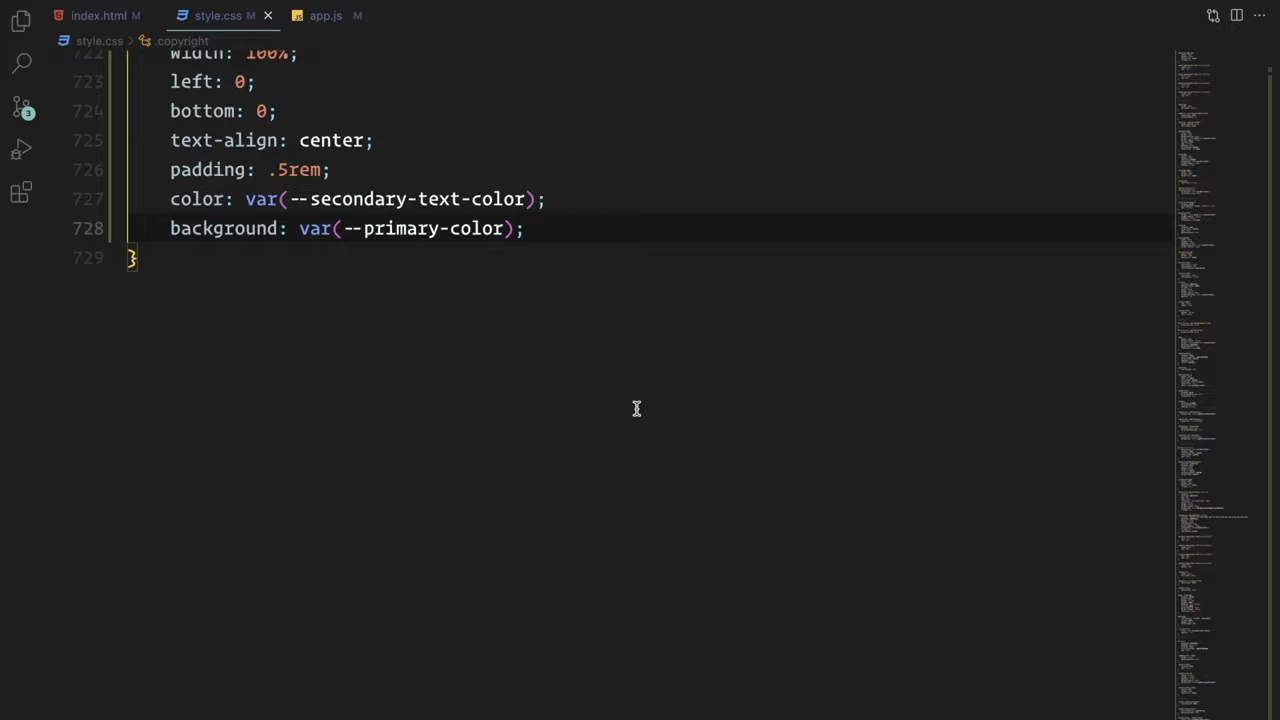 index.html M style.css M app.js M
style.css .copyright
722 width: 100%;
723 left: 0;
724 bottom: 0;
725 text-align: center;
726 padding: .5rem;
727 color: var(--secondary-text-color);
728 background: var(--primary-color);
729 }
3